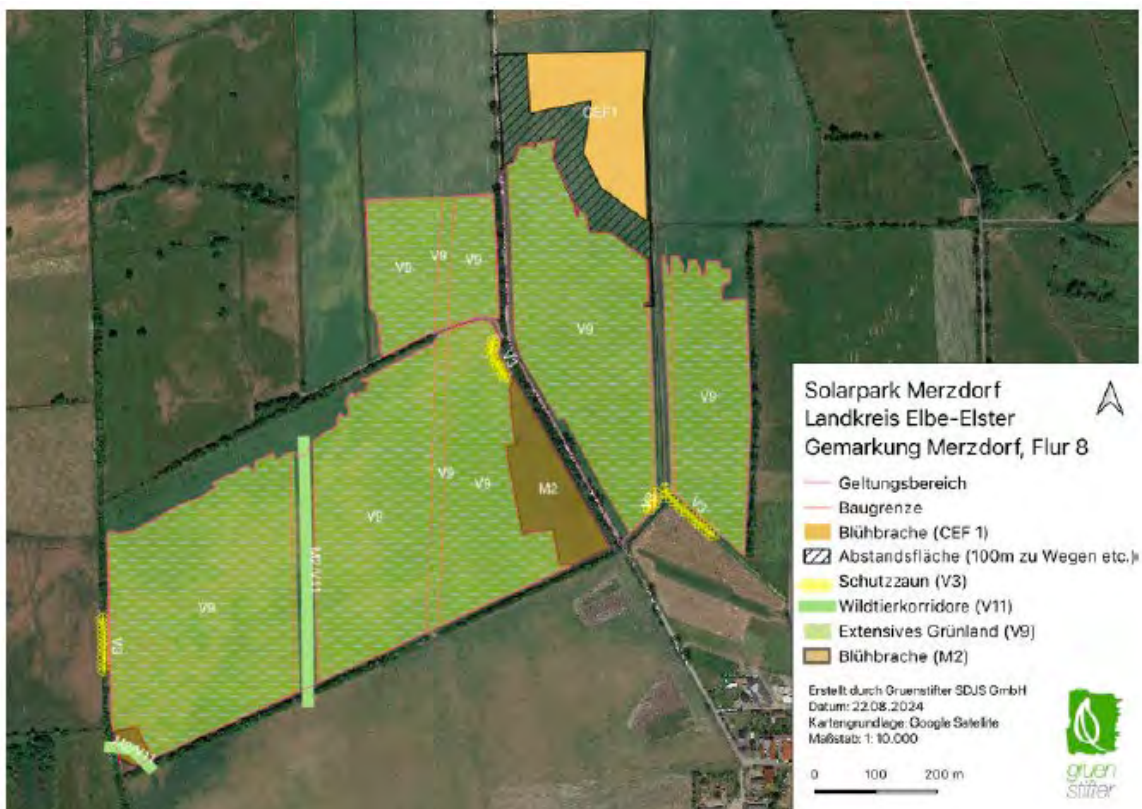 CEF1
V9
V9
V9
V9
V3
V9
V9
V9
V9
M2
V9
V3
V3
Solarpark Merzdorf
Landkreis Elbe-Elster
Gemarkung Merzdorf, Flur 8
Geltungsbereich
Baugrenze
Blühbrache (CEF 1)
Abstandsfläche (100m zu Wegen etc.)
Schutzzaun (V3)
Wildtierkorridore (V11)
Extensives Grünland (V9)
Blühbrache (M2)
Erstellt durch Gruenstifter SDJS GmbH
Datum: 22.08.2024
Kartengrundlage: Google Satellite
Maßstab: 1: 10.000
0 100 200 m
gruen
stifter